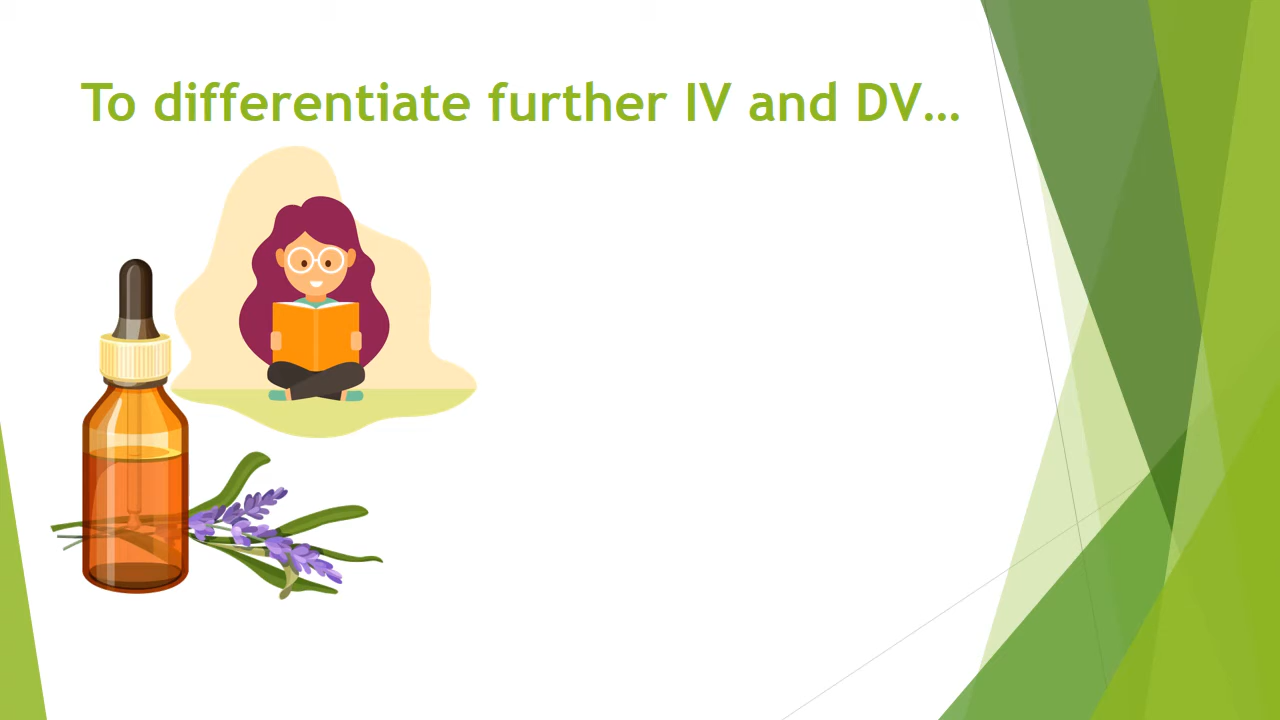 To differentiate further IV and DV…